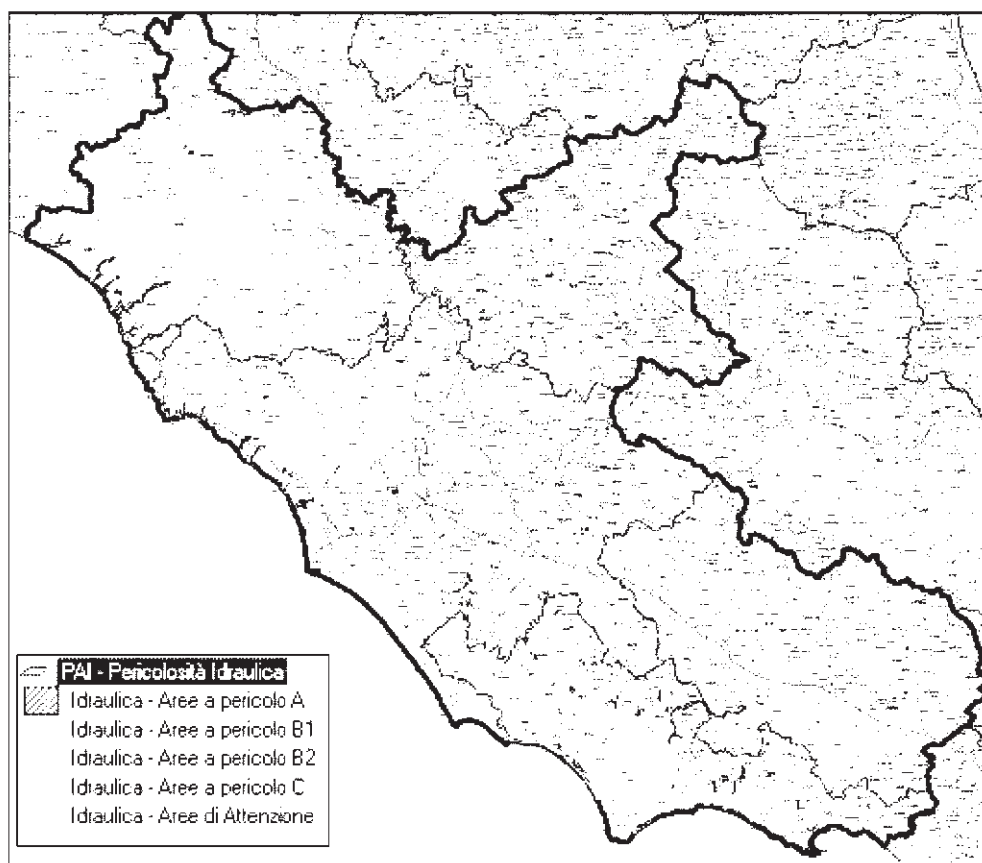 PAI - Pericolosità Idraulica
Idraulica - Aree a pericolo A
Idraulica - Aree a pericolo B1
Idraulica - Aree a pericolo B2
Idraulica - Aree a pericolo C
Idraulica - Aree di Attenzione